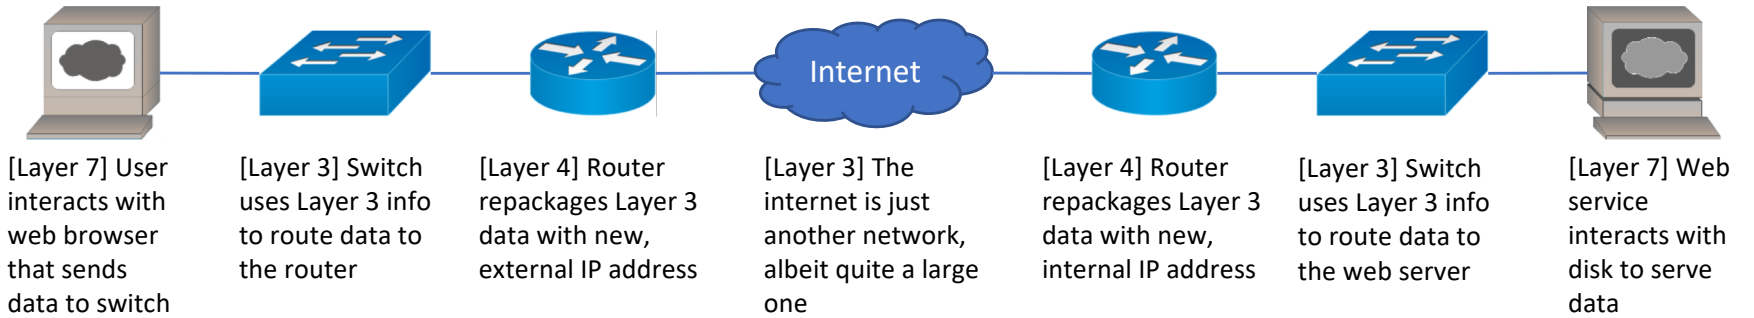 Internet
[Layer 7] User
interacts with
web browser
that sends
data to switch
[Layer 3] Switch
uses Layer 3 info
to route data to
the router
[Layer 4] Router
repackages Layer 3
data with new,
external IP address
[Layer 3] The
internet is just
another network,
albeit quite a large
one
[Layer 4] Router
repackages Layer 3
data with new,
internal IP address
[Layer 3] Switch
uses Layer 3 info
to route data to
the web server
[Layer 7] Web
service
interacts with
disk to serve
data